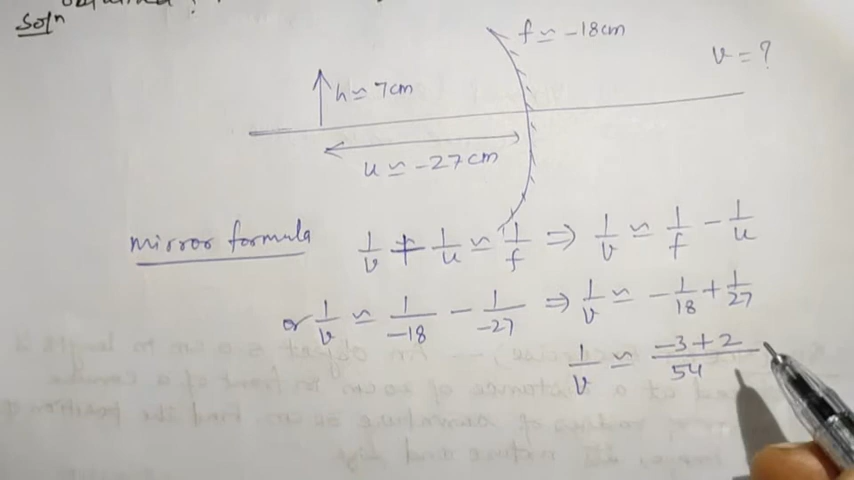 obtained?
Solⁿ
f ≃ -18cm
v = ?
h ≃ 7cm
u ≃ -27cm
mirror formula 1/v + 1/u ≃ 1/f ⇒ 1/v ≃ 1/f - 1/u
or 1/v ≃ 1/-18 - 1/-27 ⇒ 1/v ≃ -1/18 + 1/27
1/v ≃ -3+2/54